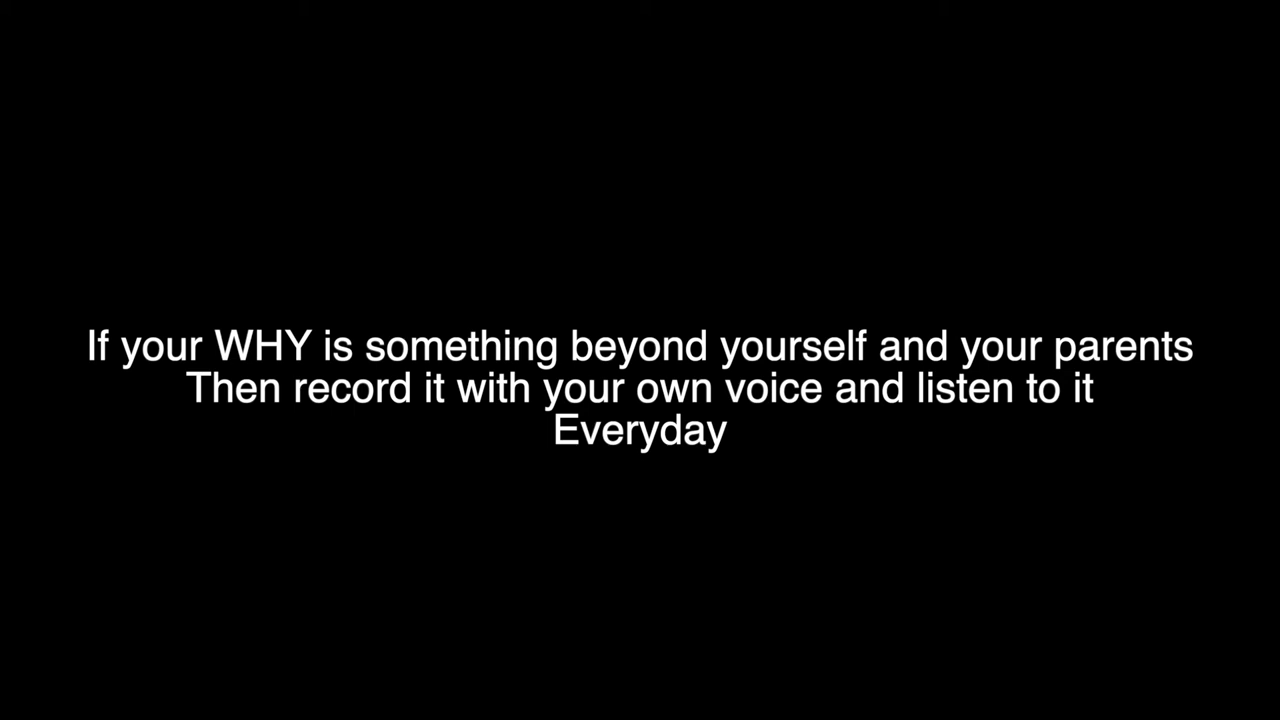 If your WHY is something beyond yourself and your parents
Then record it with your own voice and listen to it
Everyday